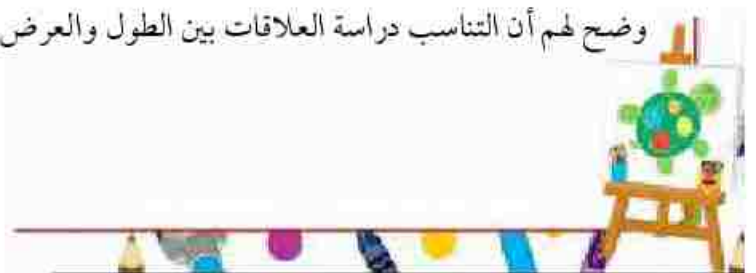 وضح لهم أن التناسب دراسة العلاقات بين الطول والعرض